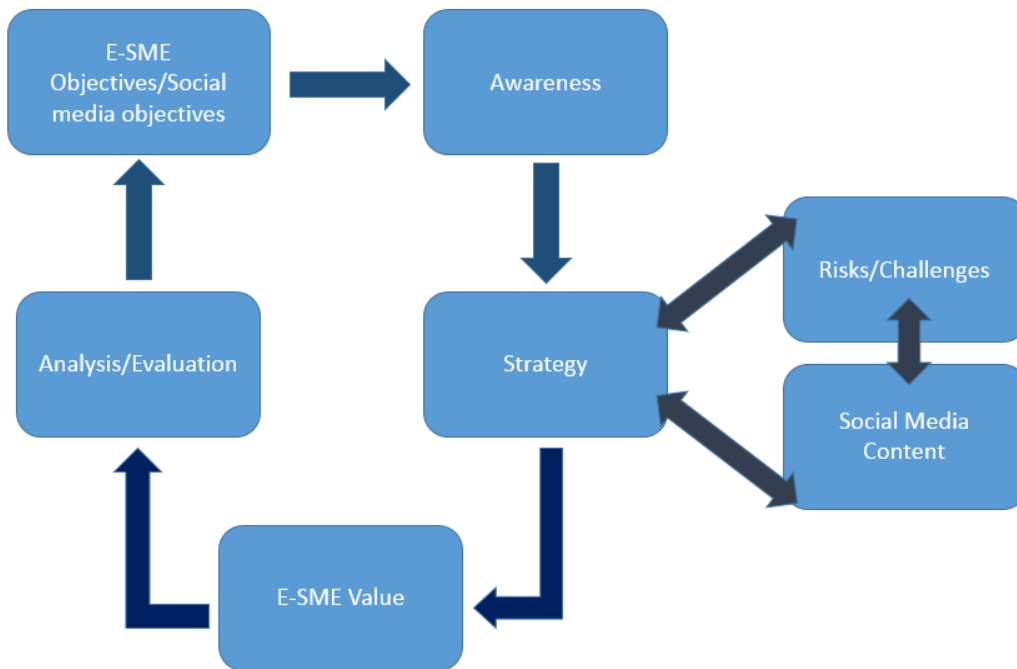 E-SME
Objectives/Social
media objectives
Awareness
Risks/Challenges
Analysis/Evaluation
Strategy
Social Media
Content
E-SME Value